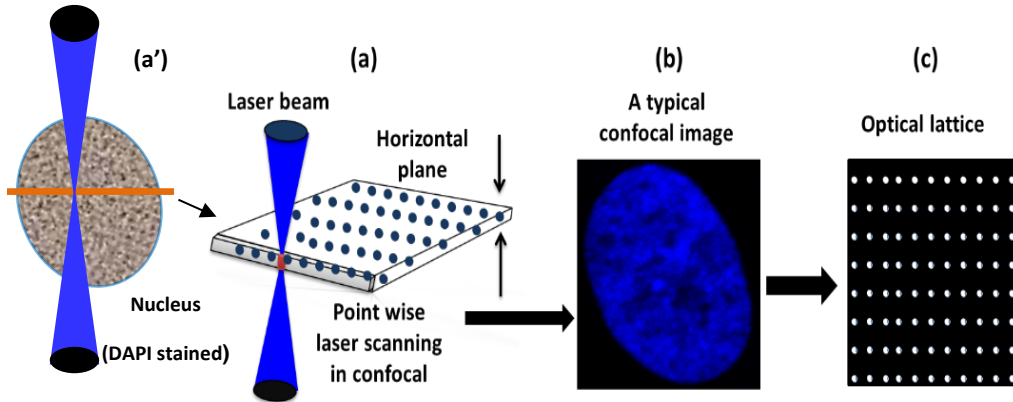 (a’)
Nucleus
(DAPI stained)
(a)
Laser beam
Horizontal
plane
Point wise
laser scanning
in confocal
(b)
A typical
confocal image
(c)
Optical lattice